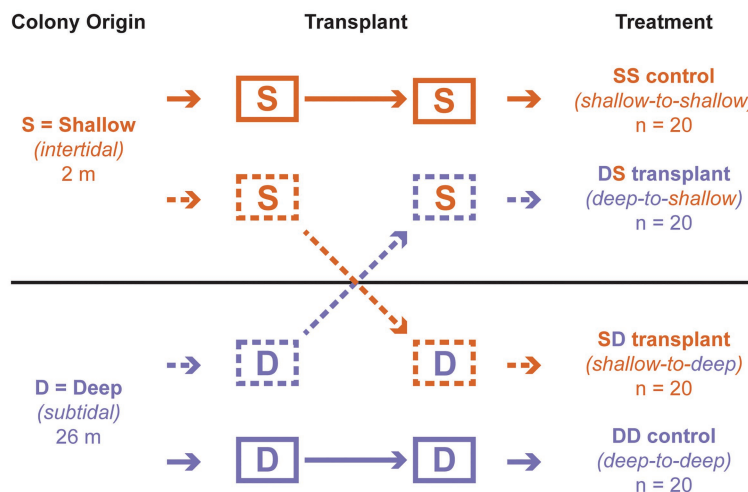 Colony Origin Transplant Treatment
S = Shallow
(intertidal)
2 m
S S
SS control
(shallow-to-shallow)
n = 20
S S
DS transplant
(deep-to-shallow)
n = 20
D = Deep
(subtidal)
26 m
D D
SD transplant
(shallow-to-deep)
n = 20
D D
DD control
(deep-to-deep)
n = 20